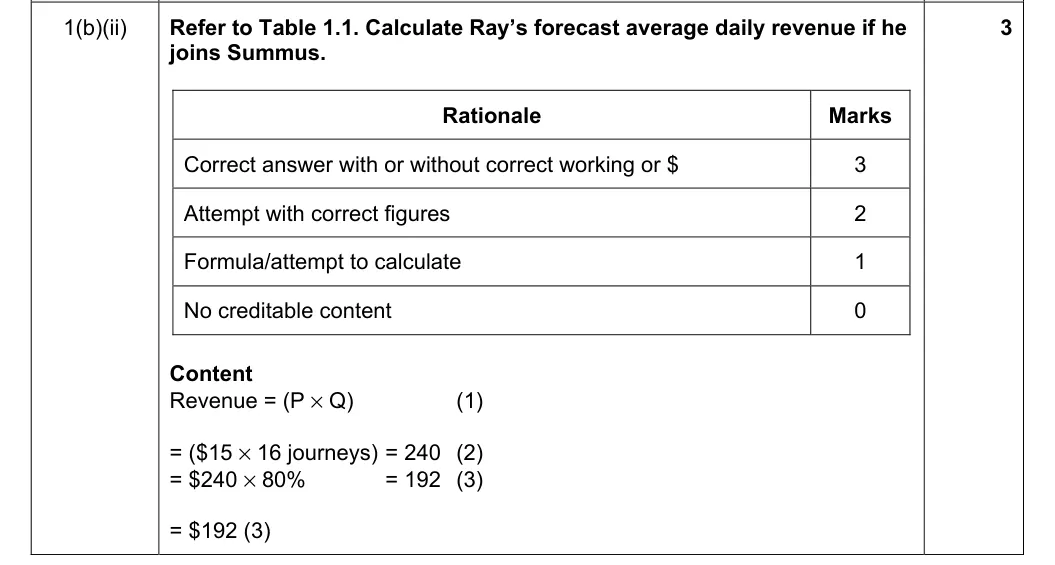 1(b)(ii) Refer to Table 1.1. Calculate Ray’s forecast average daily revenue if he 3
joins Summus.
Rationale Marks
Correct answer with or without correct working or $ 3
Attempt with correct figures 2
Formula/attempt to calculate 1
No creditable content 0
Content
Revenue = (P × Q) (1)
= ($15 × 16 journeys) = 240 (2)
= $240 × 80% = 192 (3)
= $192 (3)